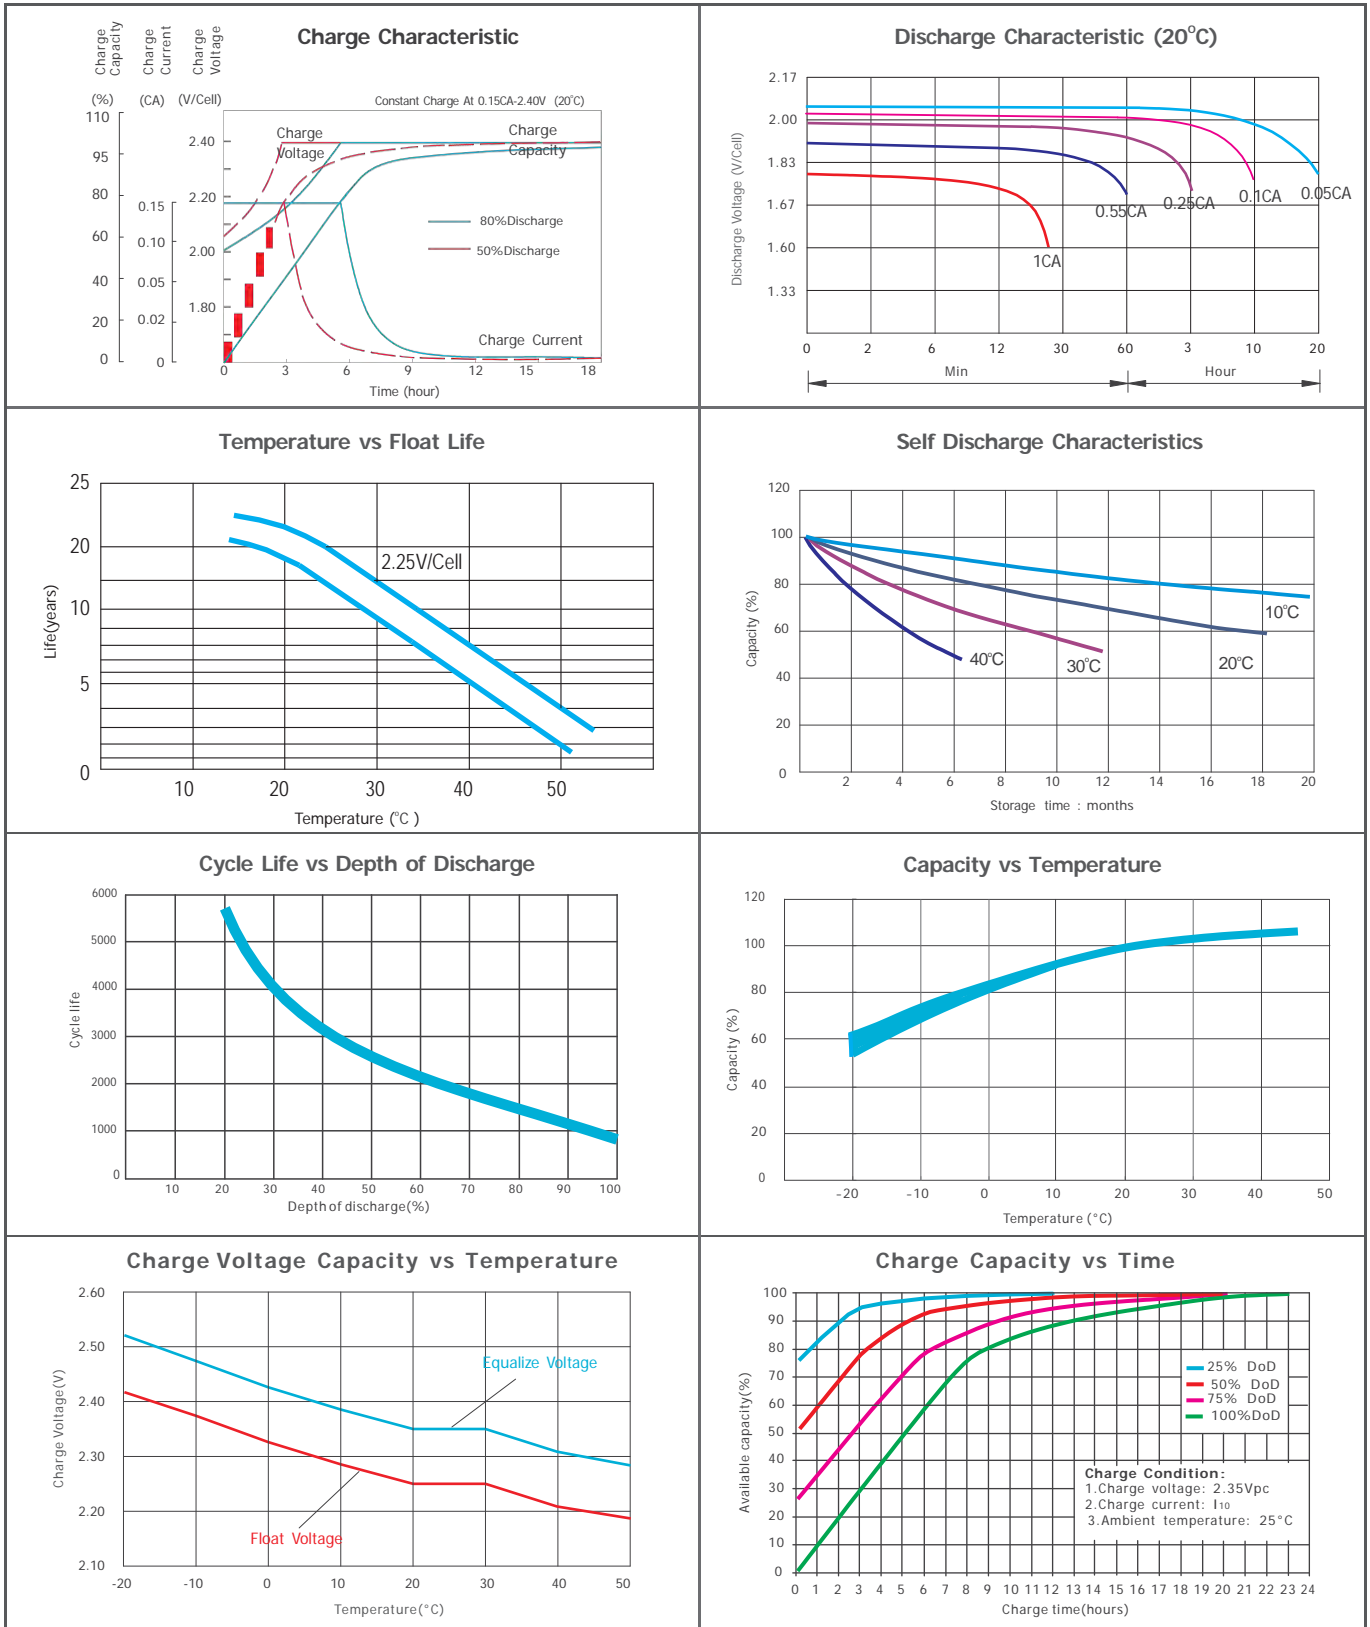 Charge Characteristic
Charge Capacity
Charge Current
Charge Voltage
(%)
(CA)
(V/Cell)
Constant Charge At 0.15CA-2.40V (20°C)
110
95
80
60
40
20
0
0.15
0.10
0.05
0.02
0
2.40
2.20
2.00
1.80
Charge
Voltage
Charge
Capacity
80%Discharge
50%Discharge
Charge Current
0 3 6 9 12 15 18
Time (hour)
Discharge Characteristic (20°C)
Discharge Voltage (V/Cell)
2.17
2.00
1.83
1.67
1.60
1.33
1CA
0.55CA
0.25CA
0.1CA
0.05CA
0 2 6 12 30 60 3 10 20
Min
Hour
Temperature vs Float Life
Life(years)
25
20
10
5
0
2.25V/Cell
10 20 30 40 50
Temperature (°C )
Self Discharge Characteristics
Capacity (%)
120
100
80
60
40
20
0
10°C
20°C
30°C
40°C
2 4 6 8 10 12 14 16 18 20
Storage time : months
Cycle Life vs Depth of Discharge
Cycle life
6000
5000
4000
3000
2000
1000
0
10 20 30 40 50 60 70 80 90 100
Depth of discharge(%)
Capacity vs Temperature
Capacity (%)
120
100
80
60
40
20
0
-20 -10 0 10 20 30 40 50
Temperature (°C)
Charge Voltage Capacity vs Temperature
Charge Voltage(V)
2.60
2.50
2.40
2.30
2.20
2.10
Equalize Voltage
Float Voltage
-20 -10 0 10 20 30 40 50
Temperature(°C)
Charge Capacity vs Time
Available capacity(%)
100
90
80
70
60
50
40
30
20
10
0
25% DoD
50% DoD
75% DoD
100%DoD
Charge Condition:
1.Charge voltage: 2.35Vpc
2.Charge current: I10
3.Ambient temperature: 25°C
0 1 2 3 4 5 6 7 8 9 10 11 12 13 14 15 16 17 18 19 20 21 22 23 24
Charge time(hours)